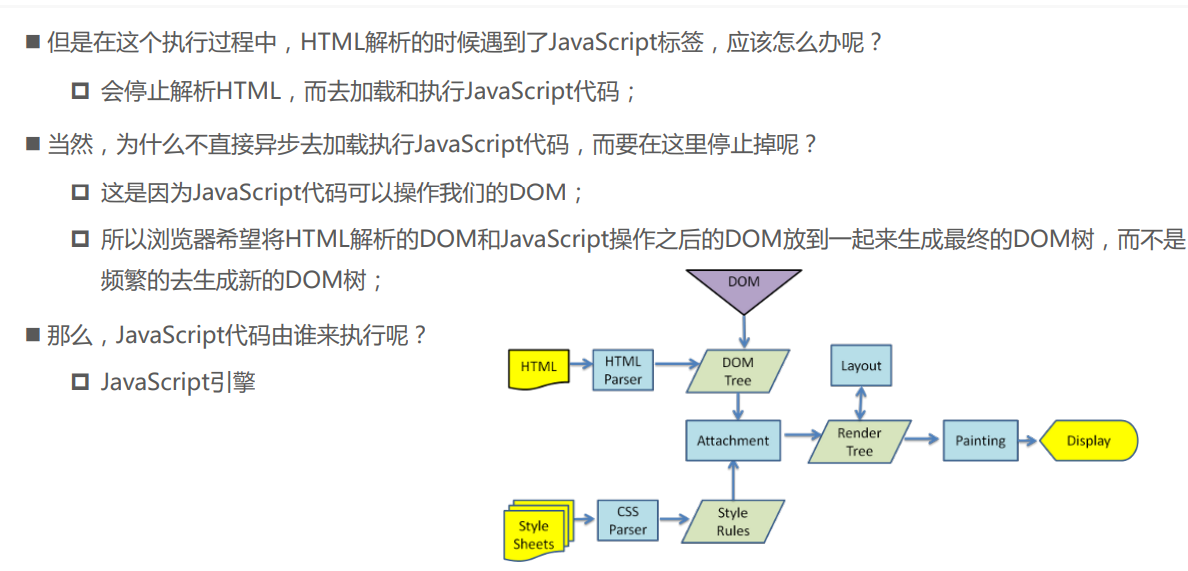 ■ 但是在这个执行过程中，HTML解析的时候遇到了JavaScript标签，应该怎么办呢？
会停止解析HTML，而去加载和执行JavaScript代码；
■ 当然，为什么不直接异步去加载执行JavaScript代码，而要在这里停止掉呢？
这是因为JavaScript代码可以操作我们的DOM；
所以浏览器希望将HTML解析的DOM和JavaScript操作之后的DOM放到一起来生成最终的DOM树，而不是
频繁的去生成新的DOM树；
■ 那么，JavaScript代码由谁来执行呢？
JavaScript引擎
DOM
HTML
HTML
Parser
DOM
Tree
Layout
Attachment
Render
Tree
Painting
Display
Style
Sheets
CSS
Parser
Style
Rules